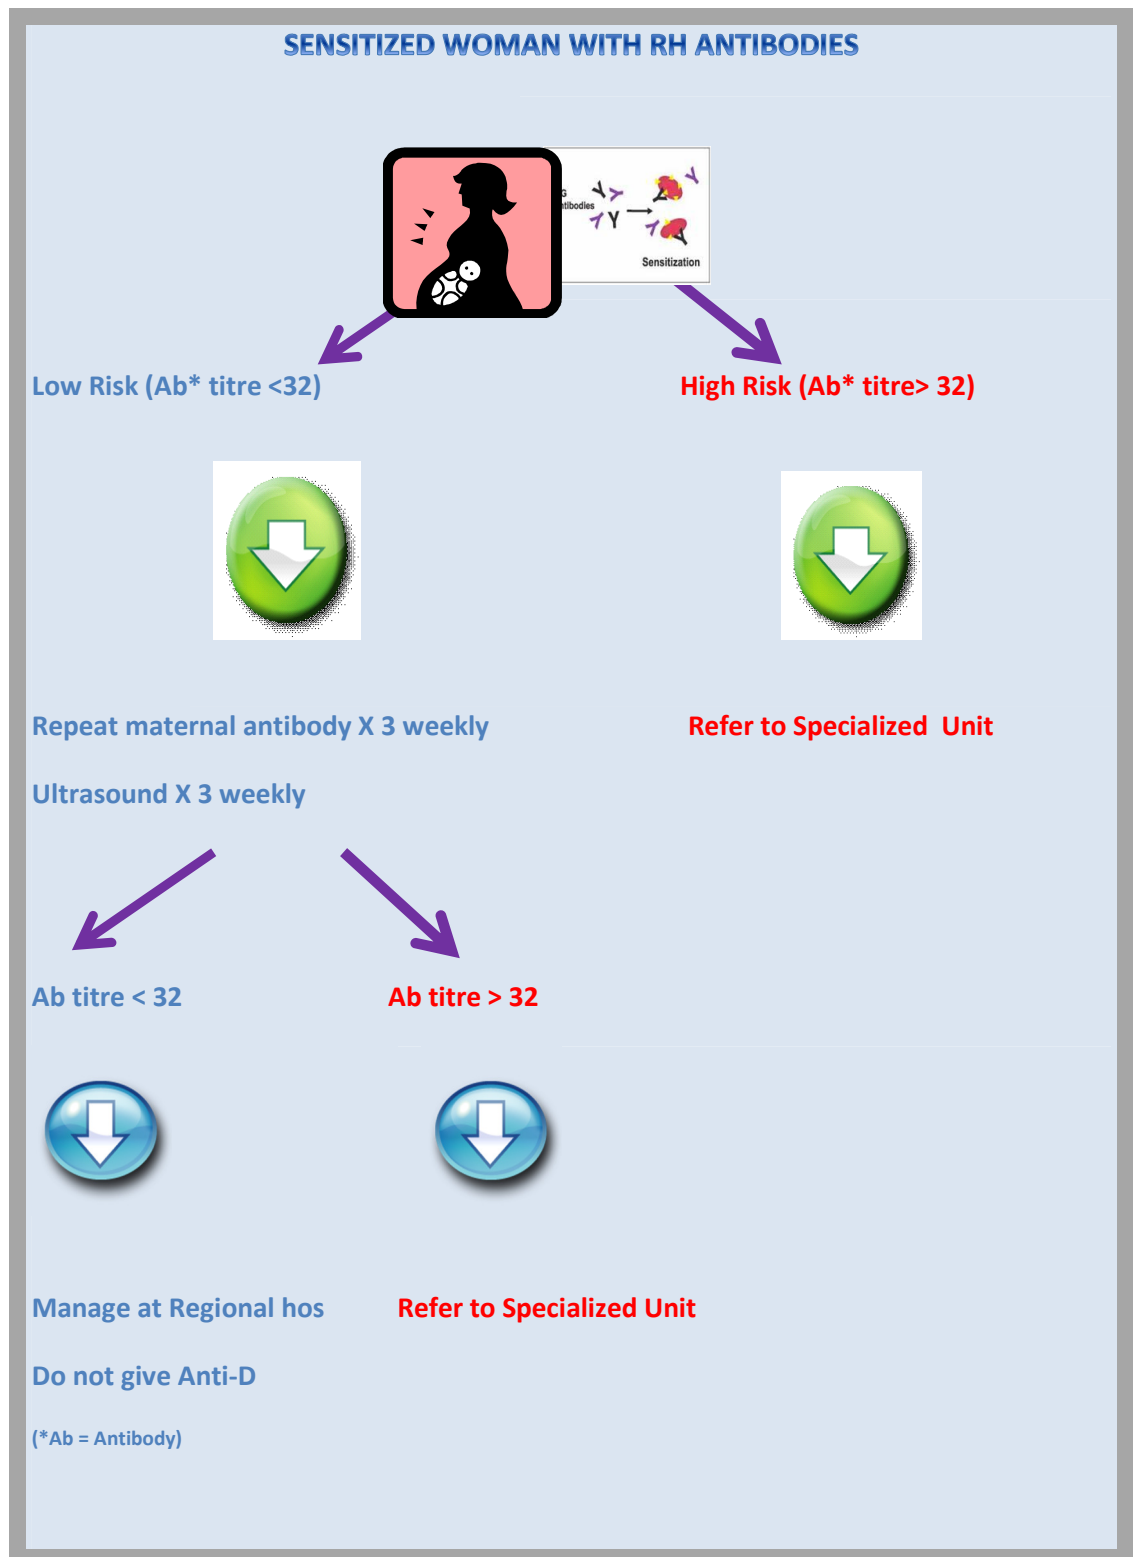 SENSITIZED WOMAN WITH RH ANTIBODIES
G
Sensitization
Low Risk (Ab* titre <32)
High Risk (Ab* titre> 32)
Repeat maternal antibody X 3 weekly
Refer to Specialized Unit
Ultrasound X 3 weekly
Ab titre < 32
Ab titre > 32
Manage at Regional hos
Refer to Specialized Unit
Do not give Anti-D
(*Ab = Antibody)